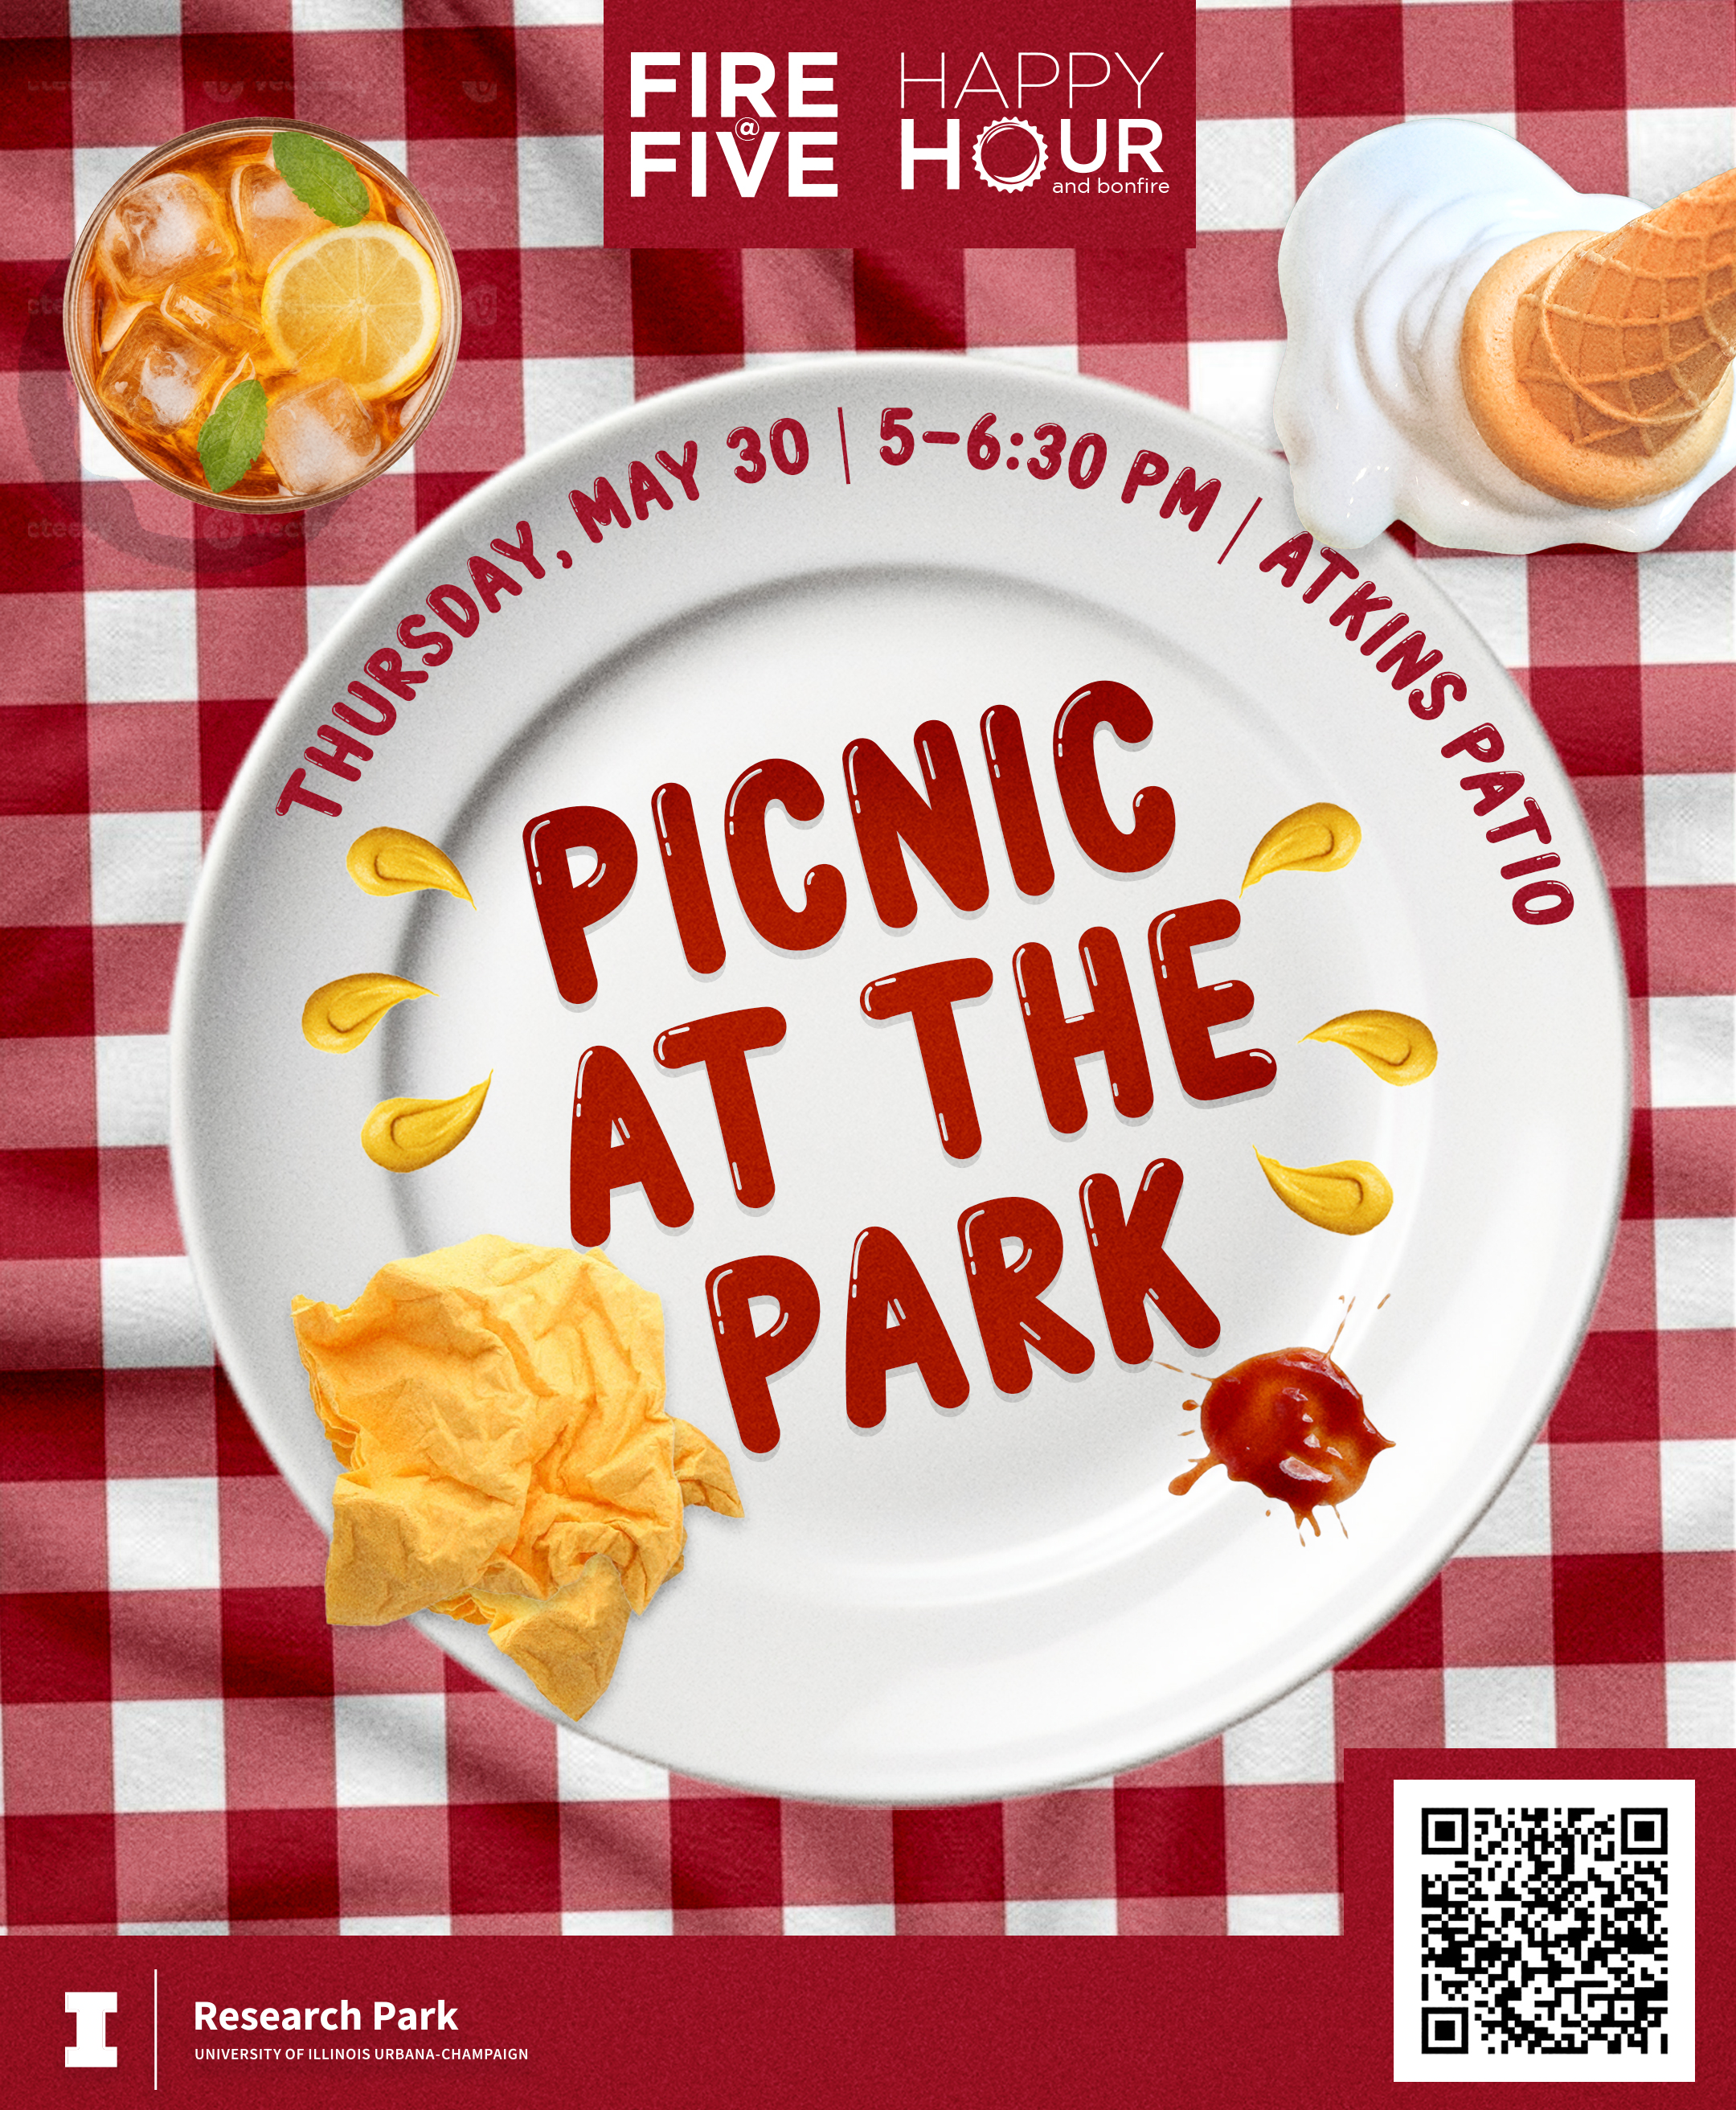 FIRE
@
FIVE
HAPPY
HOUR
and bonfire
THURSDAY, MAY 30 | 5-6:30 PM | ATKINS PATIO
PICNIC
AT THE
PARK
I
Research Park
UNIVERSITY OF ILLINOIS URBANA-CHAMPAIGN